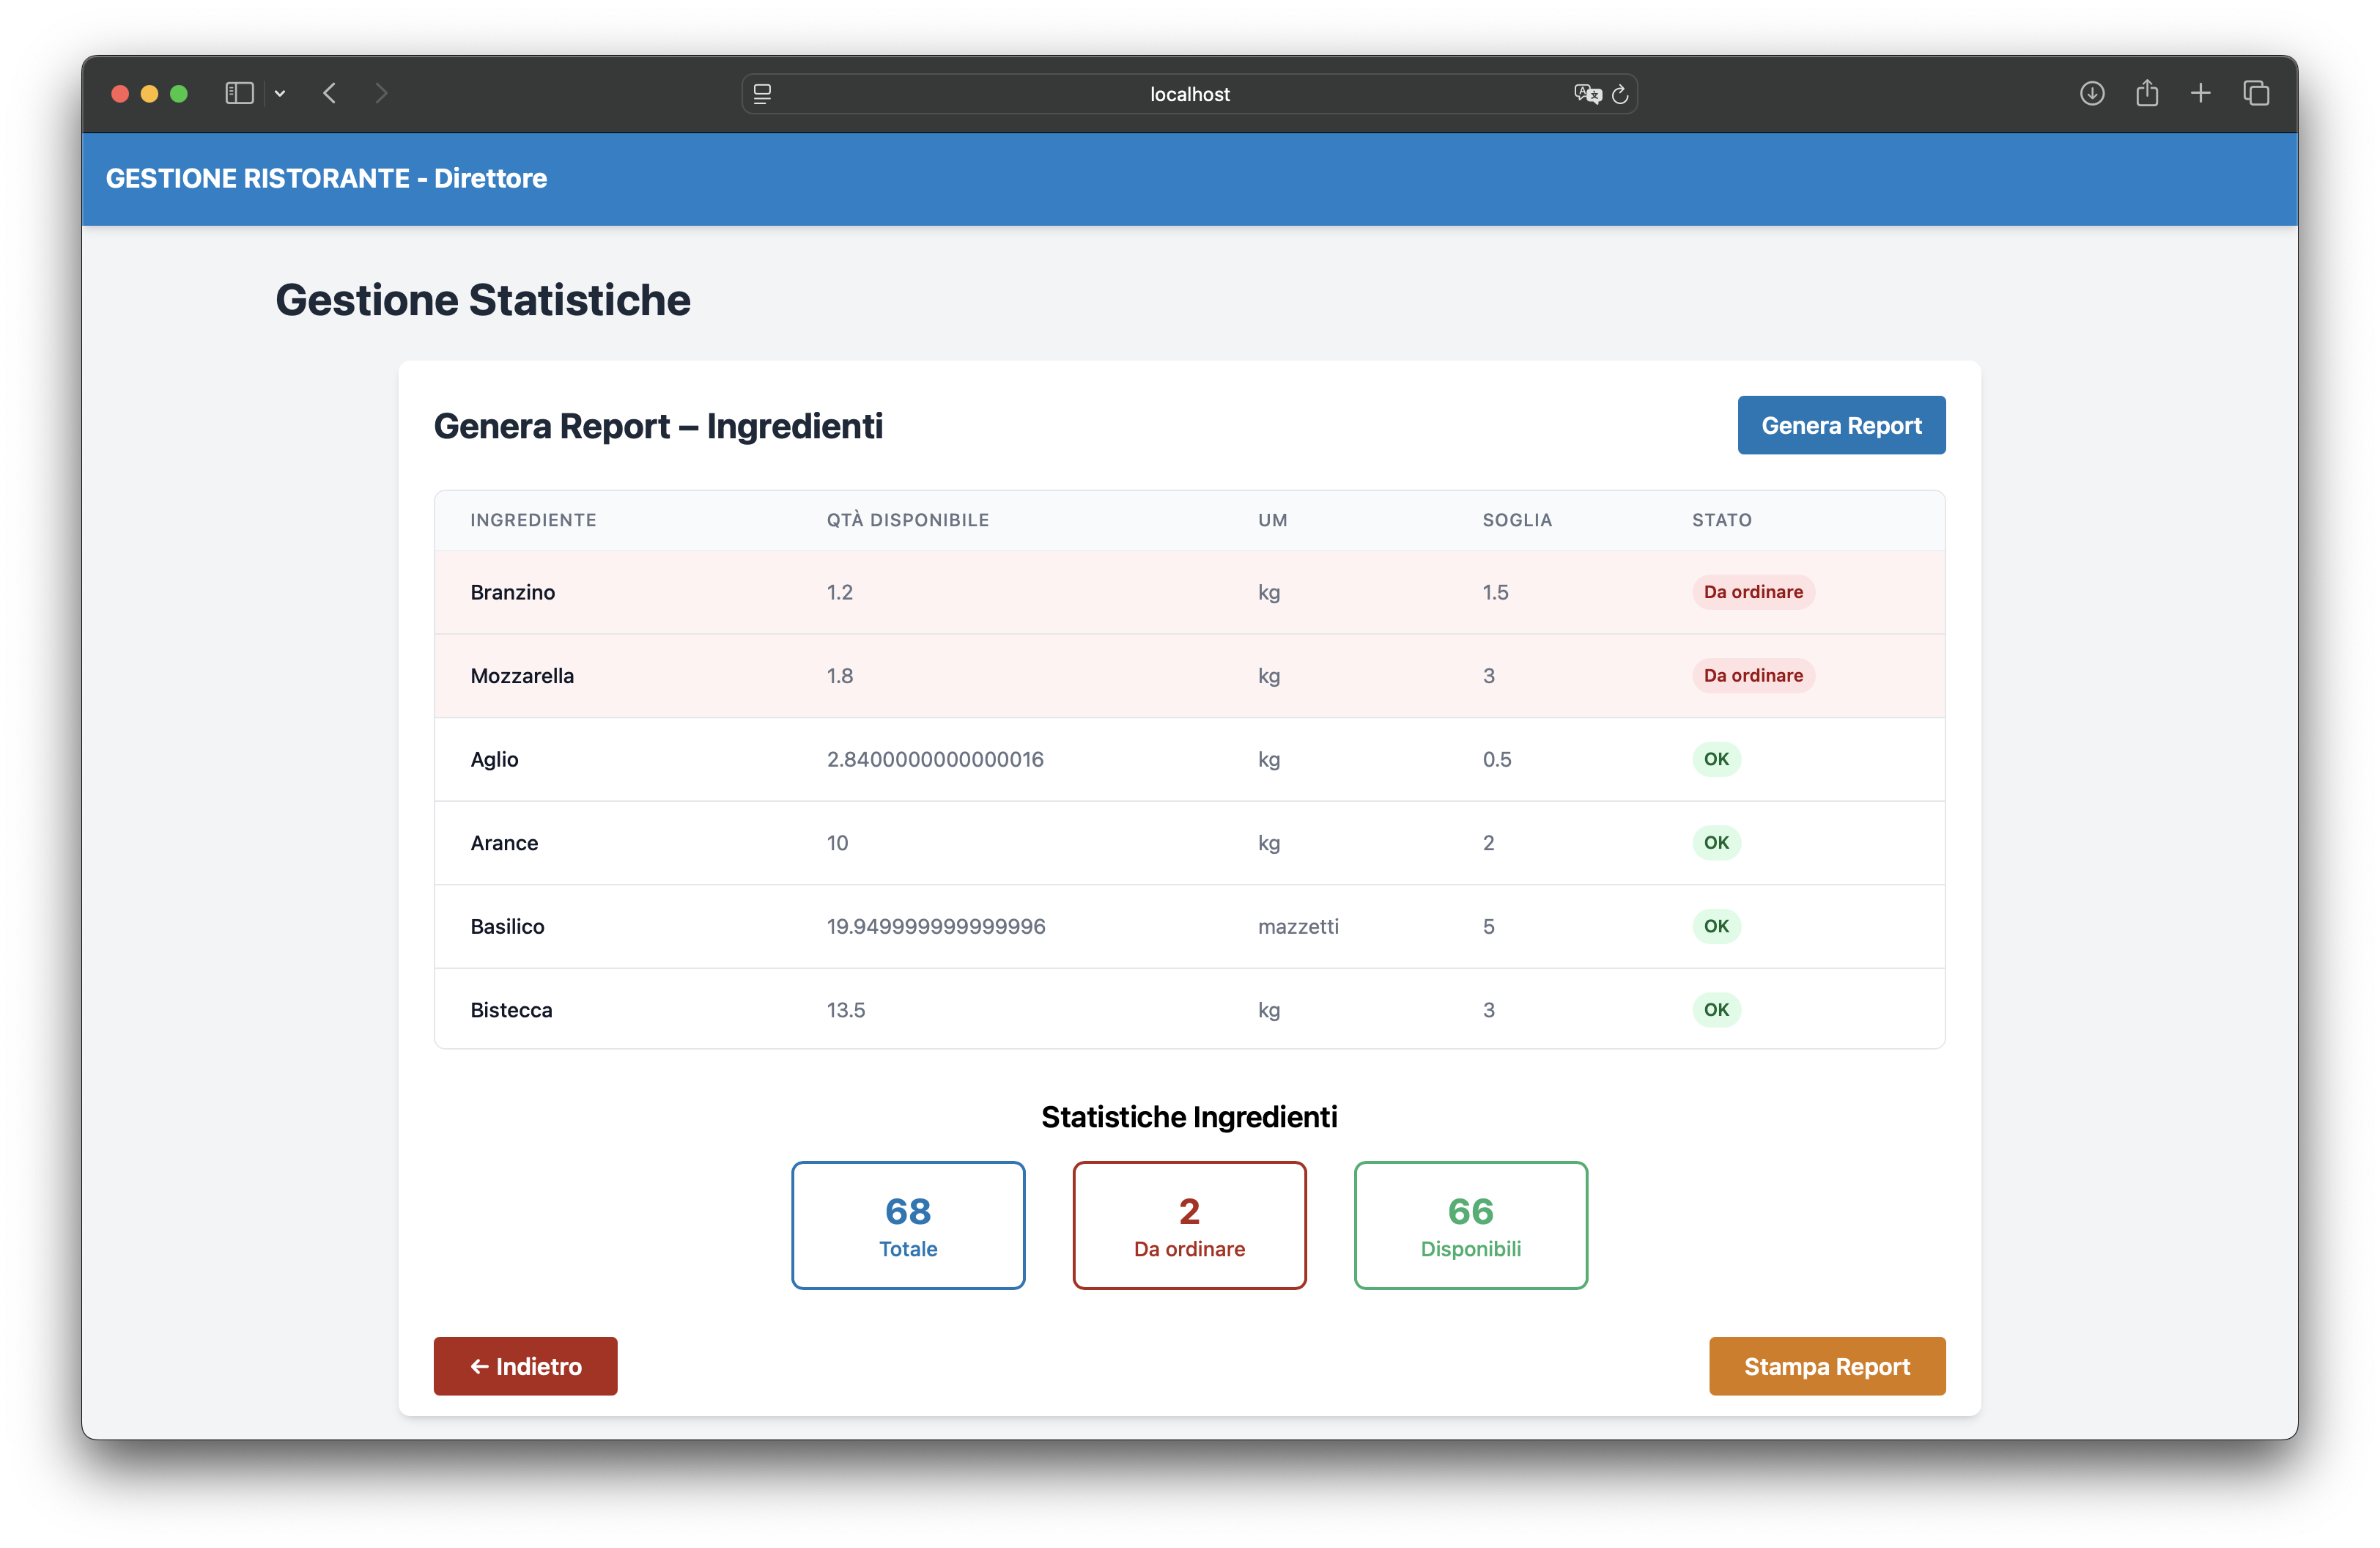 localhost
GESTIONE RISTORANTE - Direttore
Gestione Statistiche
Genera Report – Ingredienti
Genera Report
INGREDIENTE QTÀ DISPONIBILE UM SOGLIA STATO
Branzino 1.2 kg 1.5 Da ordinare
Mozzarella 1.8 kg 3 Da ordinare
Aglio 2.8400000000000016 kg 0.5 OK
Arance 10 kg 2 OK
Basilico 19.949999999999996 mazzetti 5 OK
Bistecca 13.5 kg 3 OK
Statistiche Ingredienti
68 2 66
Totale Da ordinare Disponibili
← Indietro Stampa Report